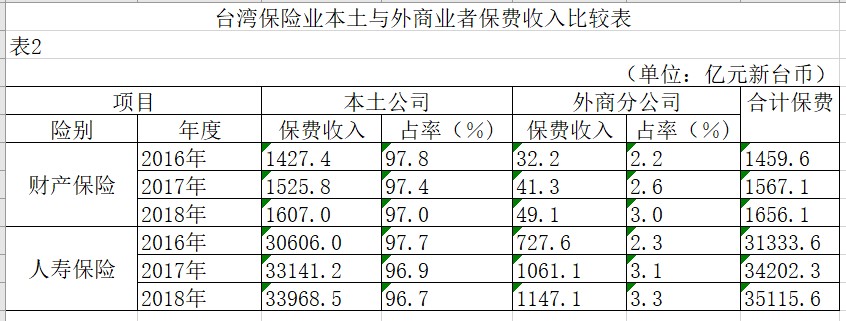 台湾保险业本土与外商业者保费收入比较表
表2
（单位：亿元新台币）
项目 本土公司 外商分公司 合计保费
险别 年度 保费收入 占率（%） 保费收入 占率（%）
财产保险 2016年 1427.4 97.8 32.2 2.2 1459.6
2017年 1525.8 97.4 41.3 2.6 1567.1
2018年 1607.0 97.0 49.1 3.0 1656.1
人寿保险 2016年 30606.0 97.7 727.6 2.3 31333.6
2017年 33141.2 96.9 1061.1 3.1 34202.3
2018年 33968.5 96.7 1147.1 3.3 35115.6